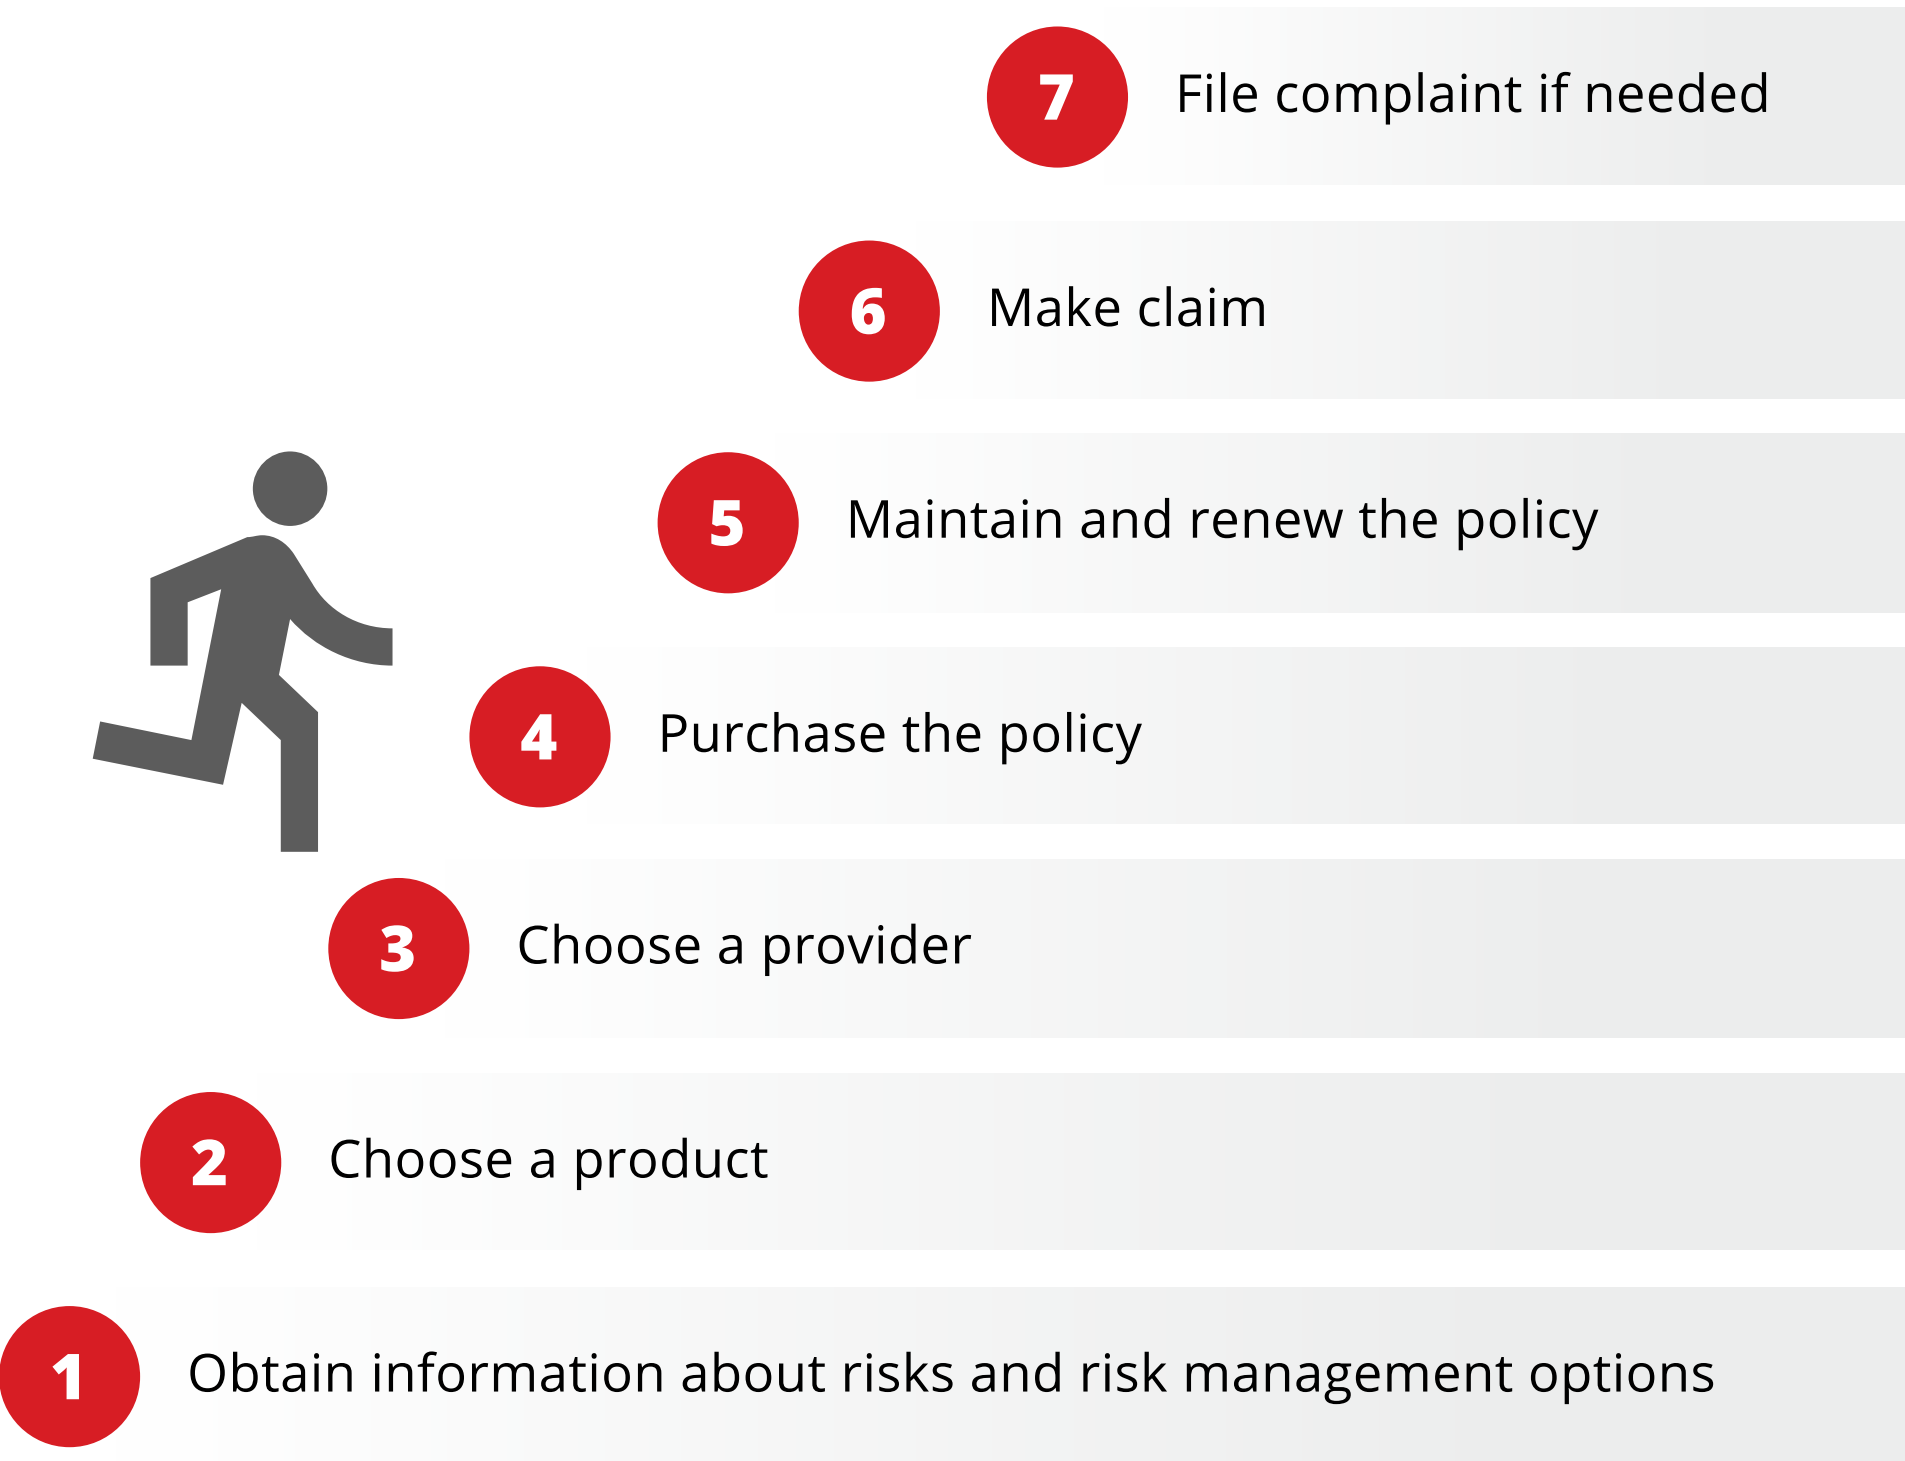 7 File complaint if needed
6 Make claim
5 Maintain and renew the policy
4 Purchase the policy
3 Choose a provider
2 Choose a product
1 Obtain information about risks and risk management options